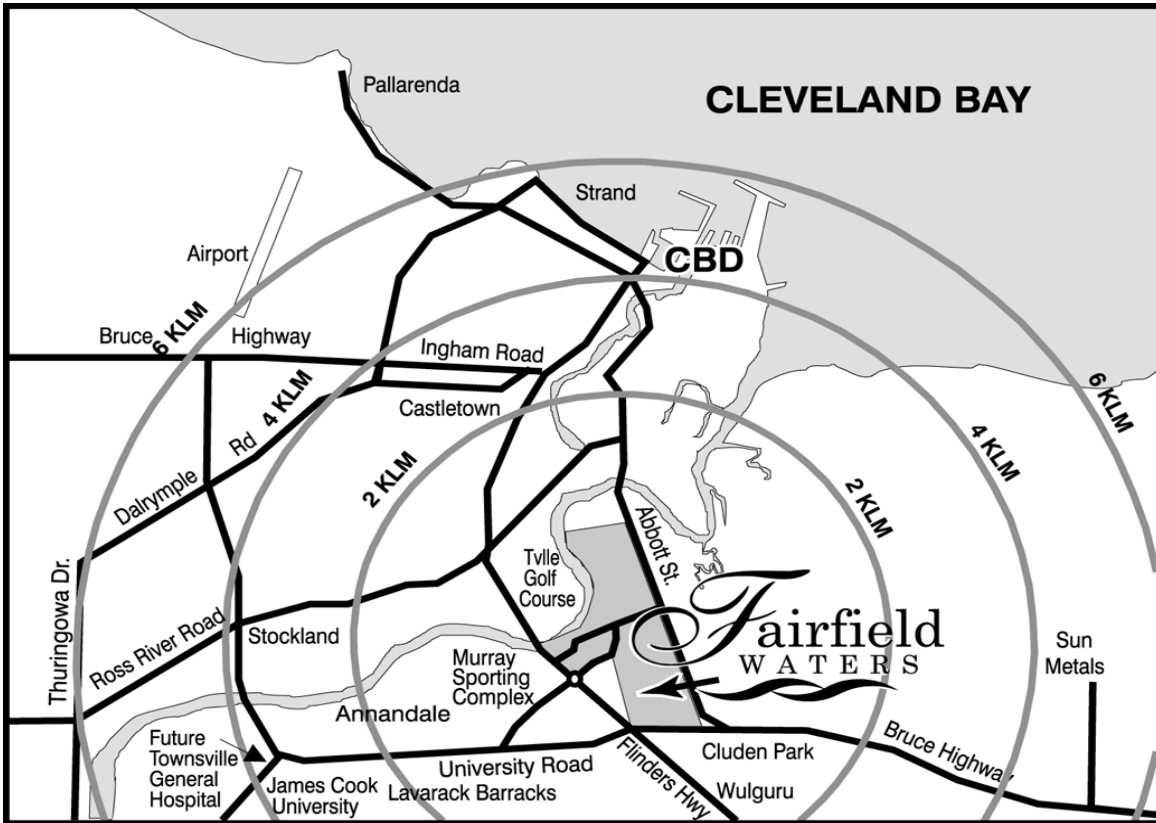 Pallarenda
CLEVELAND BAY
Strand
Airport
CBD
Bruce
6 KLM
Highway
Ingham Road
6 KLM
4 KLM
Castletown
4 KLM
Rd
2 KLM
2 KLM
Dalrymple
Abbott St.
Tvlle
Golf
Course
Thuringowa Dr.
Ross River Road
Stockland
Fairfield
WATERS
Sun
Metals
Murray
Sporting
Complex
Annandale
Future
Townsville
General
Hospital
University Road
Flinders Hwy
Cluden Park
Bruce Highway
James Cook
University
Lavarack Barracks
Wulguru